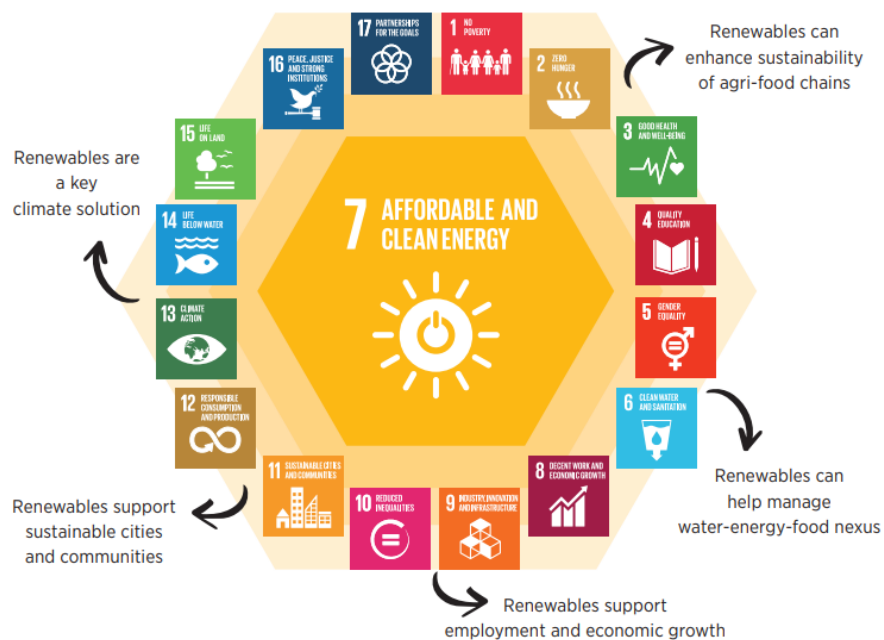 17 PARTNERSHIPS
FOR THE GOALS
1 NO
POVERTY
2 ZERO
HUNGER
Renewables can
enhance sustainability
of agri-food chains
3 GOOD HEALTH
AND WELL-BEING
4 QUALITY
EDUCATION
5 GENDER
EQUALITY
6 CLEAN WATER
AND SANITATION
Renewables can
help manage
water-energy-food nexus
8 DECENT WORK AND
ECONOMIC GROWTH
9 INDUSTRY, INNOVATION
AND INFRASTRUCTURE
Renewables support
employment and economic growth
10 REDUCED
INEQUALITIES
11 SUSTAINABLE CITIES
AND COMMUNITIES
Renewables support
sustainable cities
and communities
12 RESPONSIBLE
CONSUMPTION
AND PRODUCTION
13 CLIMATE
ACTION
Renewables are
a key
climate solution
14 LIFE
BELOW WATER
15 LIFE
ON LAND
16 PEACE, JUSTICE
AND STRONG
INSTITUTIONS
7 AFFORDABLE AND
CLEAN ENERGY